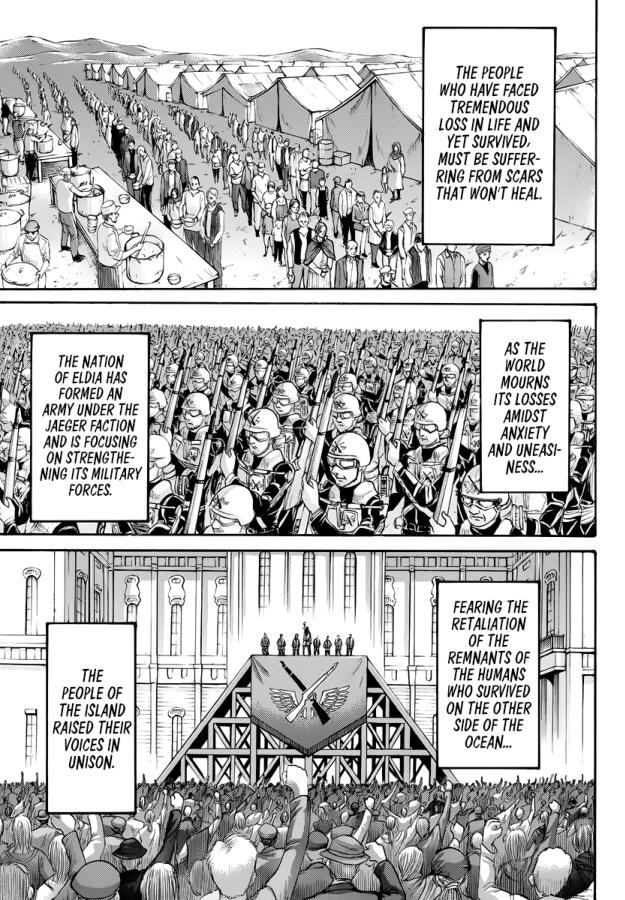 THE PEOPLE
WHO HAVE FACED
TREMENDOUS
LOSS IN LIFE AND
YET SURVIVED,
MUST BE SUFFER-
RING FROM SCARS
THAT WON'T HEAL.
AS THE
WORLD
MOURNS
ITS LOSSES
AMIDST
ANXIETY
AND UNEASI-
NESS...
THE NATION
OF ELDIA HAS
FORMED AN
ARMY UNDER THE
JAEGER FACTION
AND IS FOCUSING
ON STRENGTHE-
NING ITS MILITARY
FORCES.
FEARING THE
RETALIATION
OF THE
REMNANTS OF
THE HUMANS
WHO SURVIVED
ON THE OTHER
SIDE OF THE
OCEAN...
THE
PEOPLE OF
THE ISLAND
RAISED THEIR
VOICES IN
UNISON.